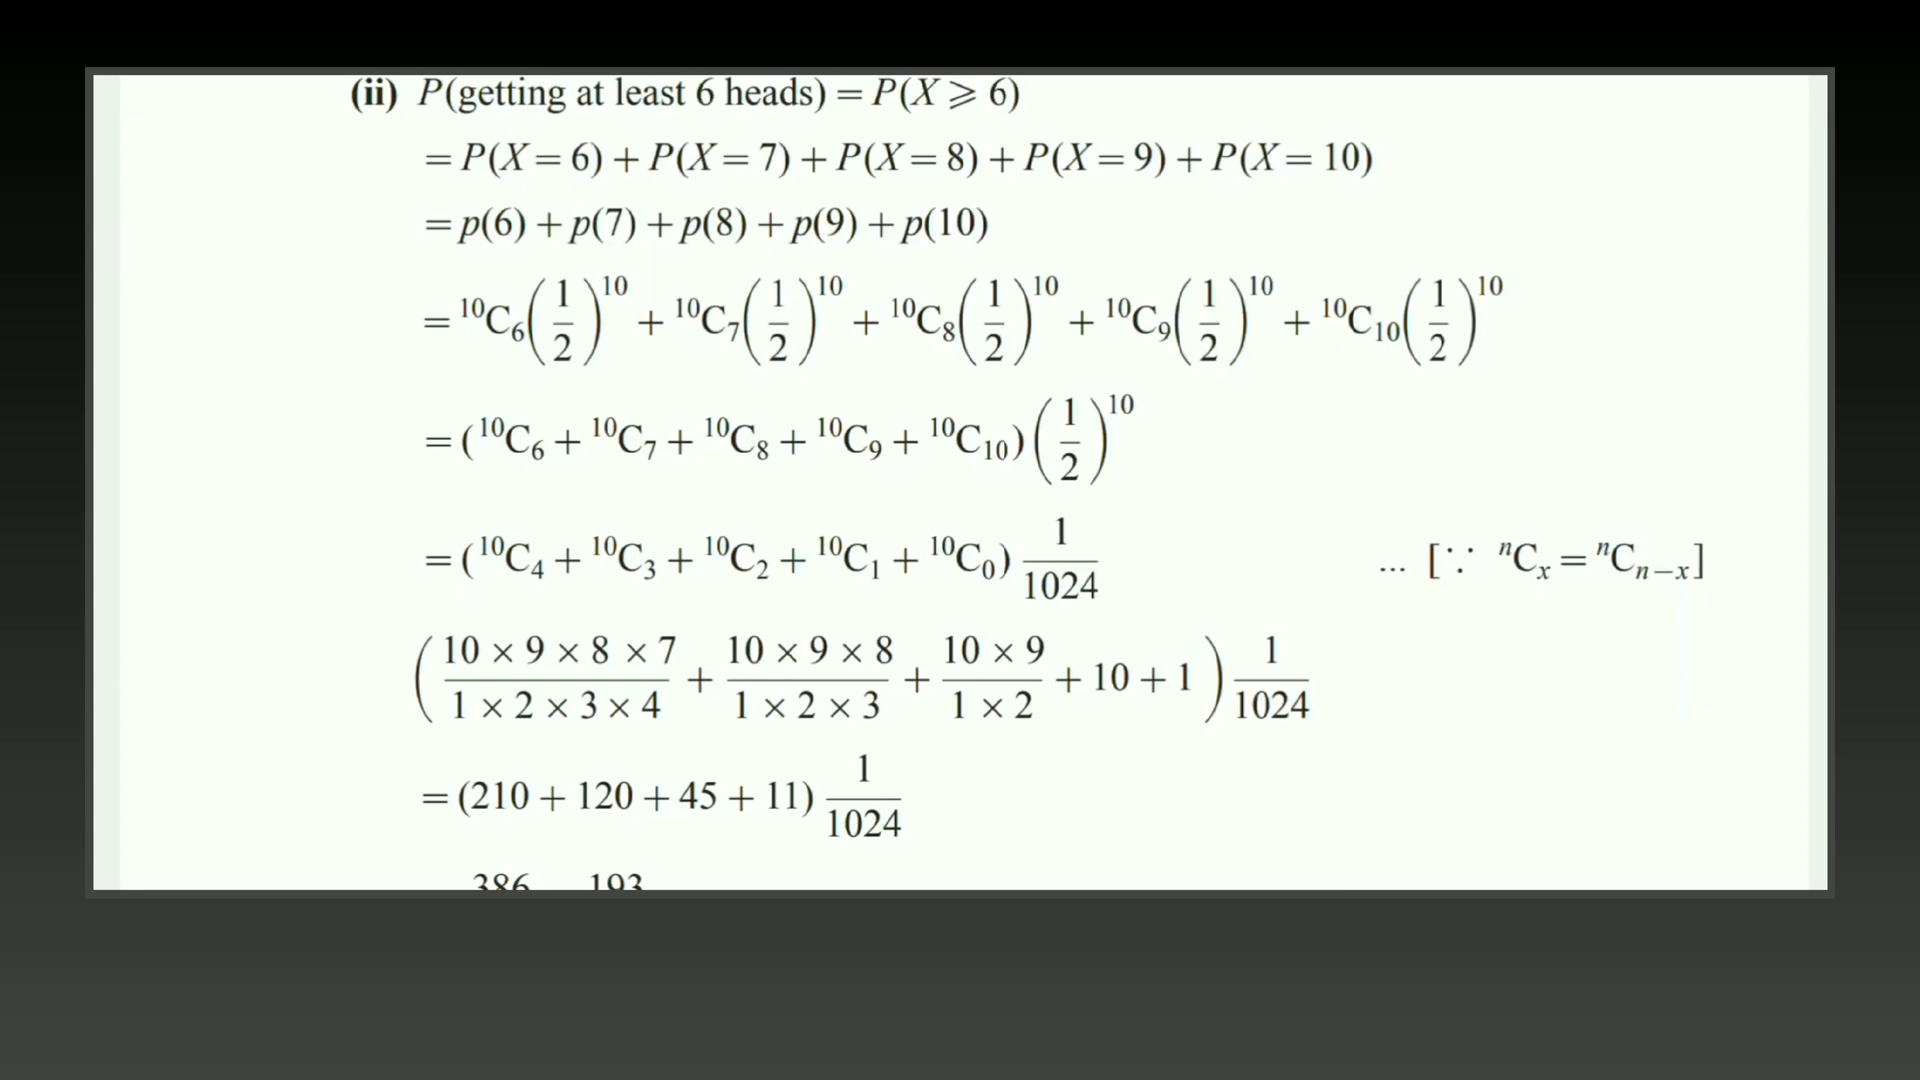 (ii) P(getting at least 6 heads) = P(X ⩾ 6)
= P(X = 6) + P(X = 7) + P(X = 8) + P(X = 9) + P(X = 10)
= p(6) + p(7) + p(8) + p(9) + p(10)
= ¹⁰C₆(1/2)¹⁰ + ¹⁰C₇(1/2)¹⁰ + ¹⁰C₈(1/2)¹⁰ + ¹⁰C₉(1/2)¹⁰ + ¹⁰C₁₀(1/2)¹⁰
= (¹⁰C₆ + ¹⁰C₇ + ¹⁰C₈ + ¹⁰C₉ + ¹⁰C₁₀)(1/2)¹⁰
= (¹⁰C₄ + ¹⁰C₃ + ¹⁰C₂ + ¹⁰C₁ + ¹⁰C₀) 1/1024 ... [∵ ⁿCₓ = ⁿCₙ₋ₓ]
((10 × 9 × 8 × 7)/(1 × 2 × 3 × 4) + (10 × 9 × 8)/(1 × 2 × 3) + (10 × 9)/(1 × 2) + 10 + 1) 1/1024
= (210 + 120 + 45 + 11) 1/1024
386 193